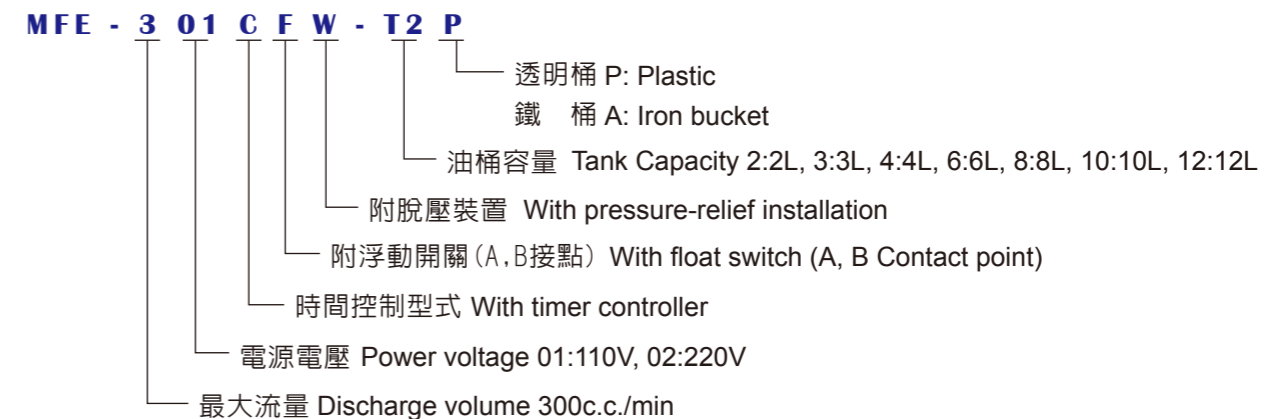 MFE - 3 01 C F W - T2 P
透明桶 P: Plastic
鐵 桶 A: Iron bucket
油桶容量 Tank Capacity 2:2L, 3:3L, 4:4L, 6:6L, 8:8L, 10:10L, 12:12L
附脫壓裝置 With pressure-relief installation
附浮動開關(A,B接點) With float switch (A, B Contact point)
時間控制型式 With timer controller
電源電壓 Power voltage 01:110V, 02:220V
最大流量 Discharge volume 300c.c./min